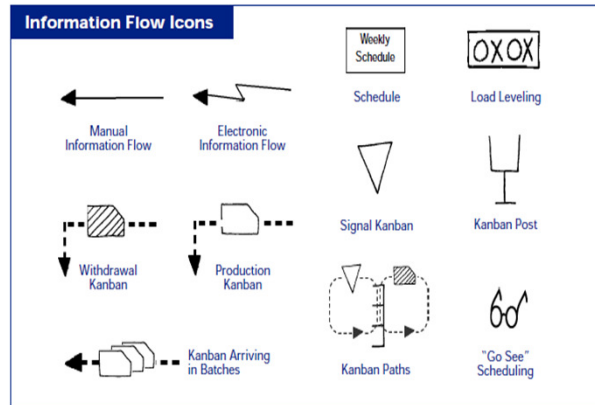 Information Flow Icons
Manual
Information Flow
Electronic
Information Flow
Weekly
Schedule
Schedule
OXOX
Load Leveling
Signal Kanban
Kanban Post
Withdrawal
Kanban
Production
Kanban
Kanban Arriving
in Batches
Kanban Paths
"Go See"
Scheduling